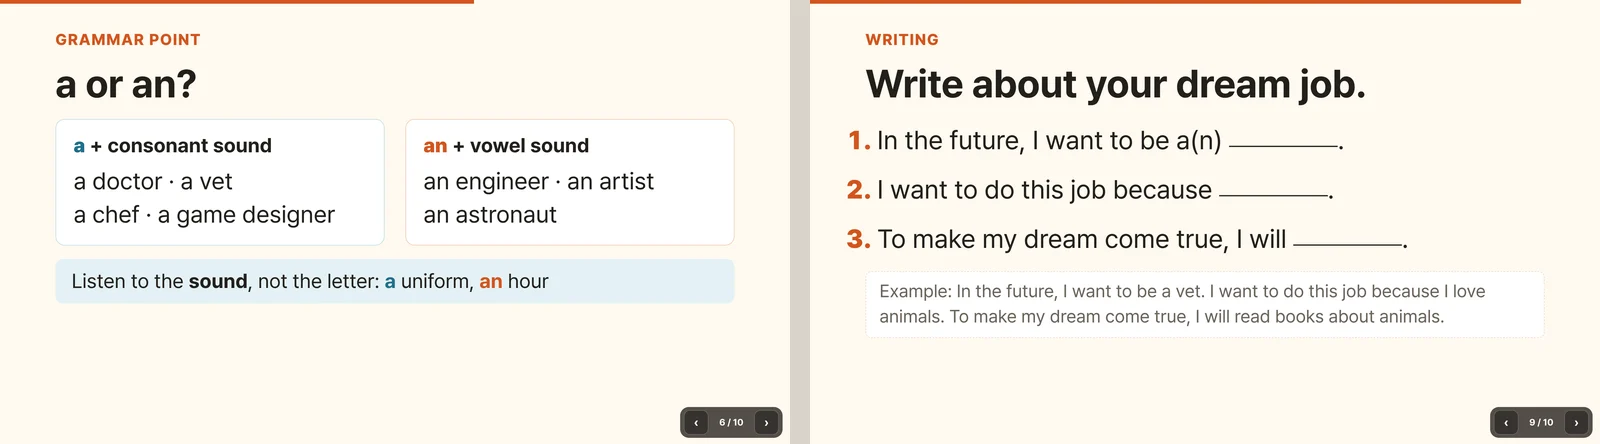 GRAMMAR POINT
a or an?
a + consonant sound
a doctor · a vet
a chef · a game designer
an + vowel sound
an engineer · an artist
an astronaut
Listen to the sound, not the letter: a uniform, an hour
‹ 6 / 10 ›
WRITING
Write about your dream job.
1. In the future, I want to be a(n) ________.
2. I want to do this job because ________.
3. To make my dream come true, I will ________.
Example: In the future, I want to be a vet. I want to do this job because I love
animals. To make my dream come true, I will read books about animals.
‹ 9 / 10 ›